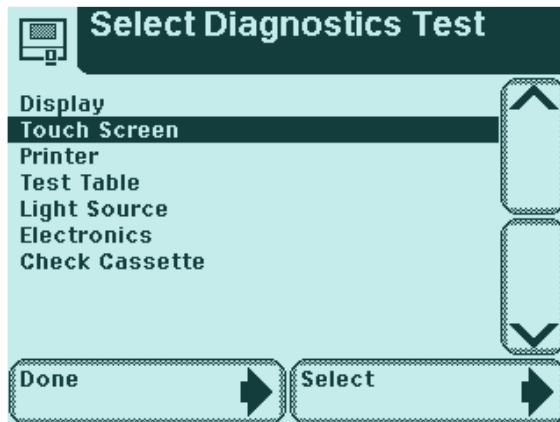 Select Diagnostics Test
Display
Touch Screen
Printer
Test Table
Light Source
Electronics
Check Cassette
Done
Select